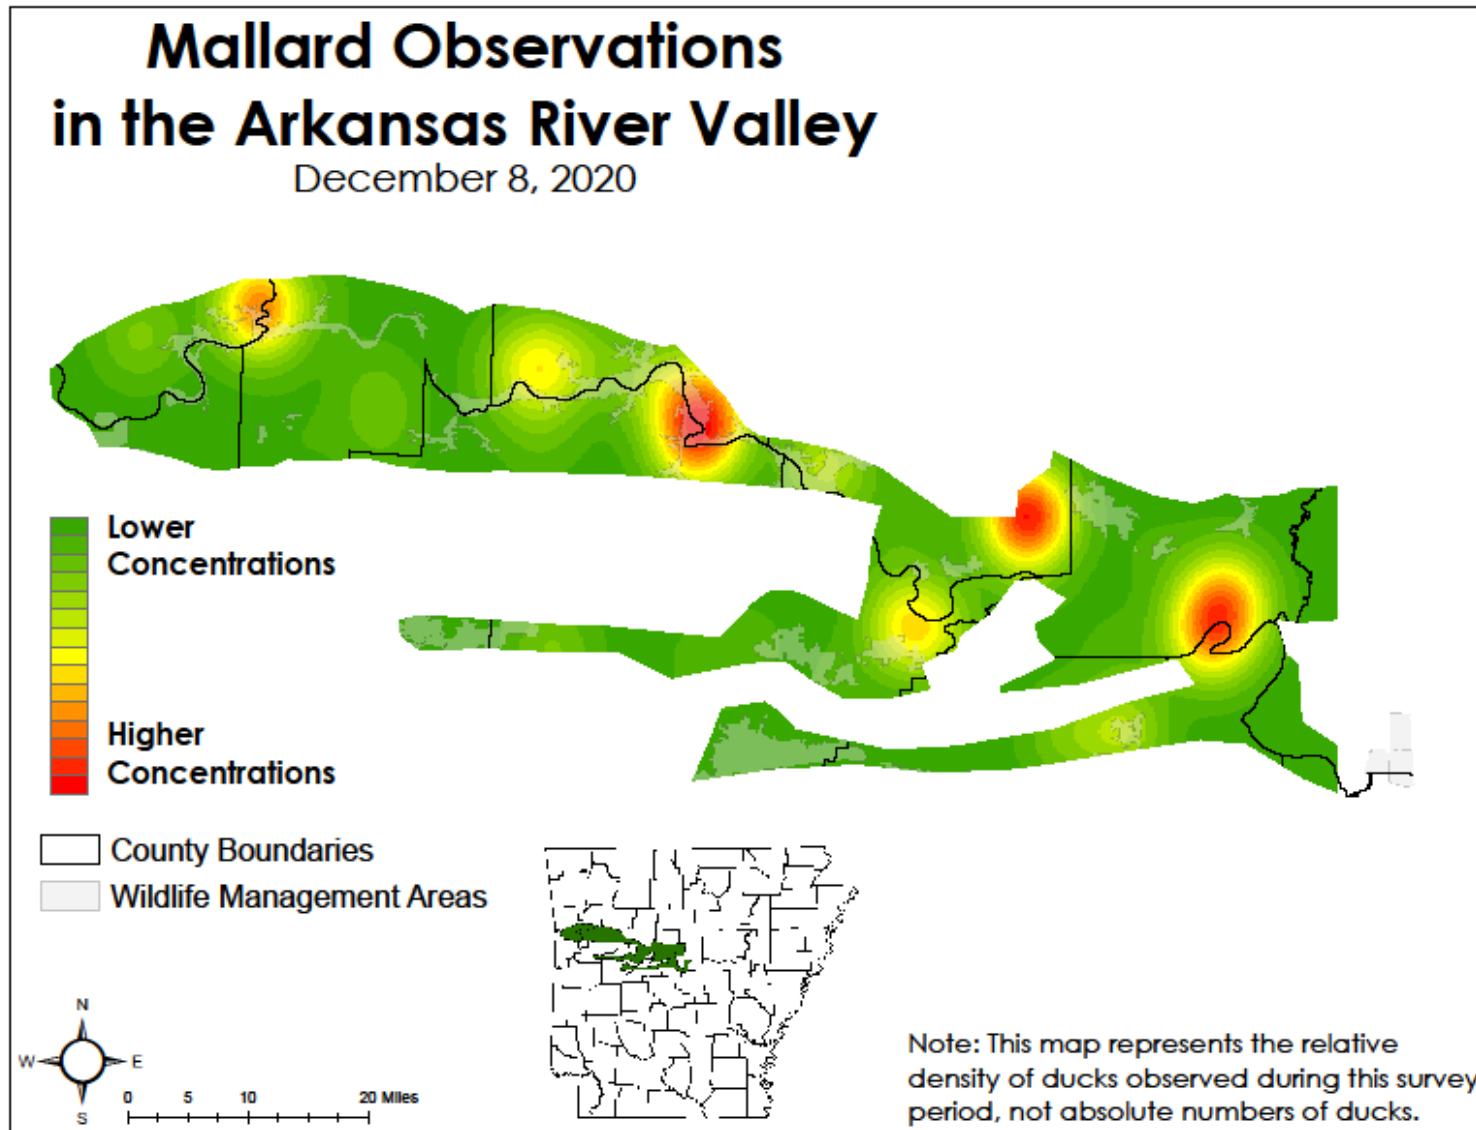 Mallard Observations
in the Arkansas River Valley
December 8, 2020
Lower
Concentrations
Higher
Concentrations
County Boundaries
Wildlife Management Areas
N
W
E
S
0 5 10 20 Miles
Note: This map represents the relative
density of ducks observed during this survey
period, not absolute numbers of ducks.